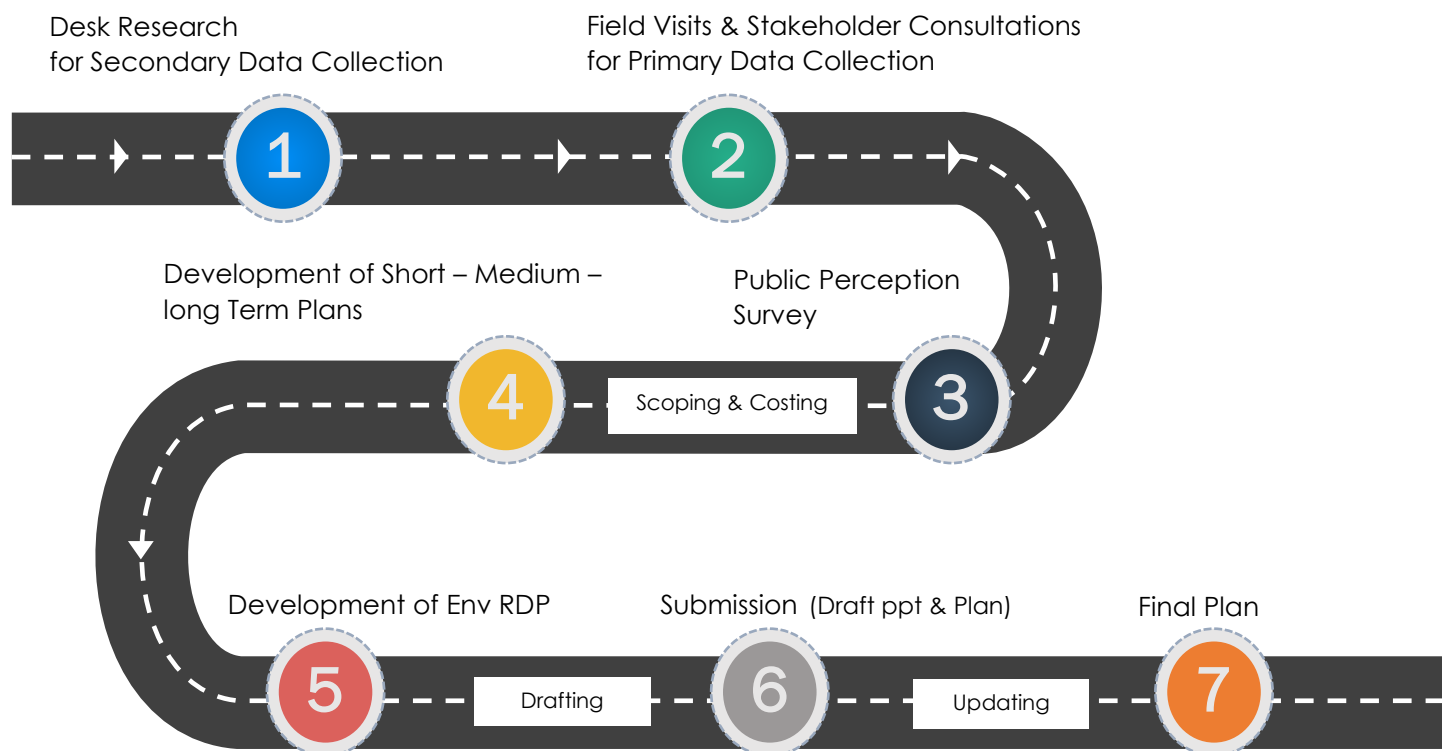 Desk Research
for Secondary Data Collection
Field Visits & Stakeholder Consultations
for Primary Data Collection
1
2
Public Perception
Survey
3
Scoping & Costing
Development of Short – Medium –
long Term Plans
4
Development of Env RDP
5
Drafting
Submission (Draft ppt & Plan)
6
Updating
Final Plan
7